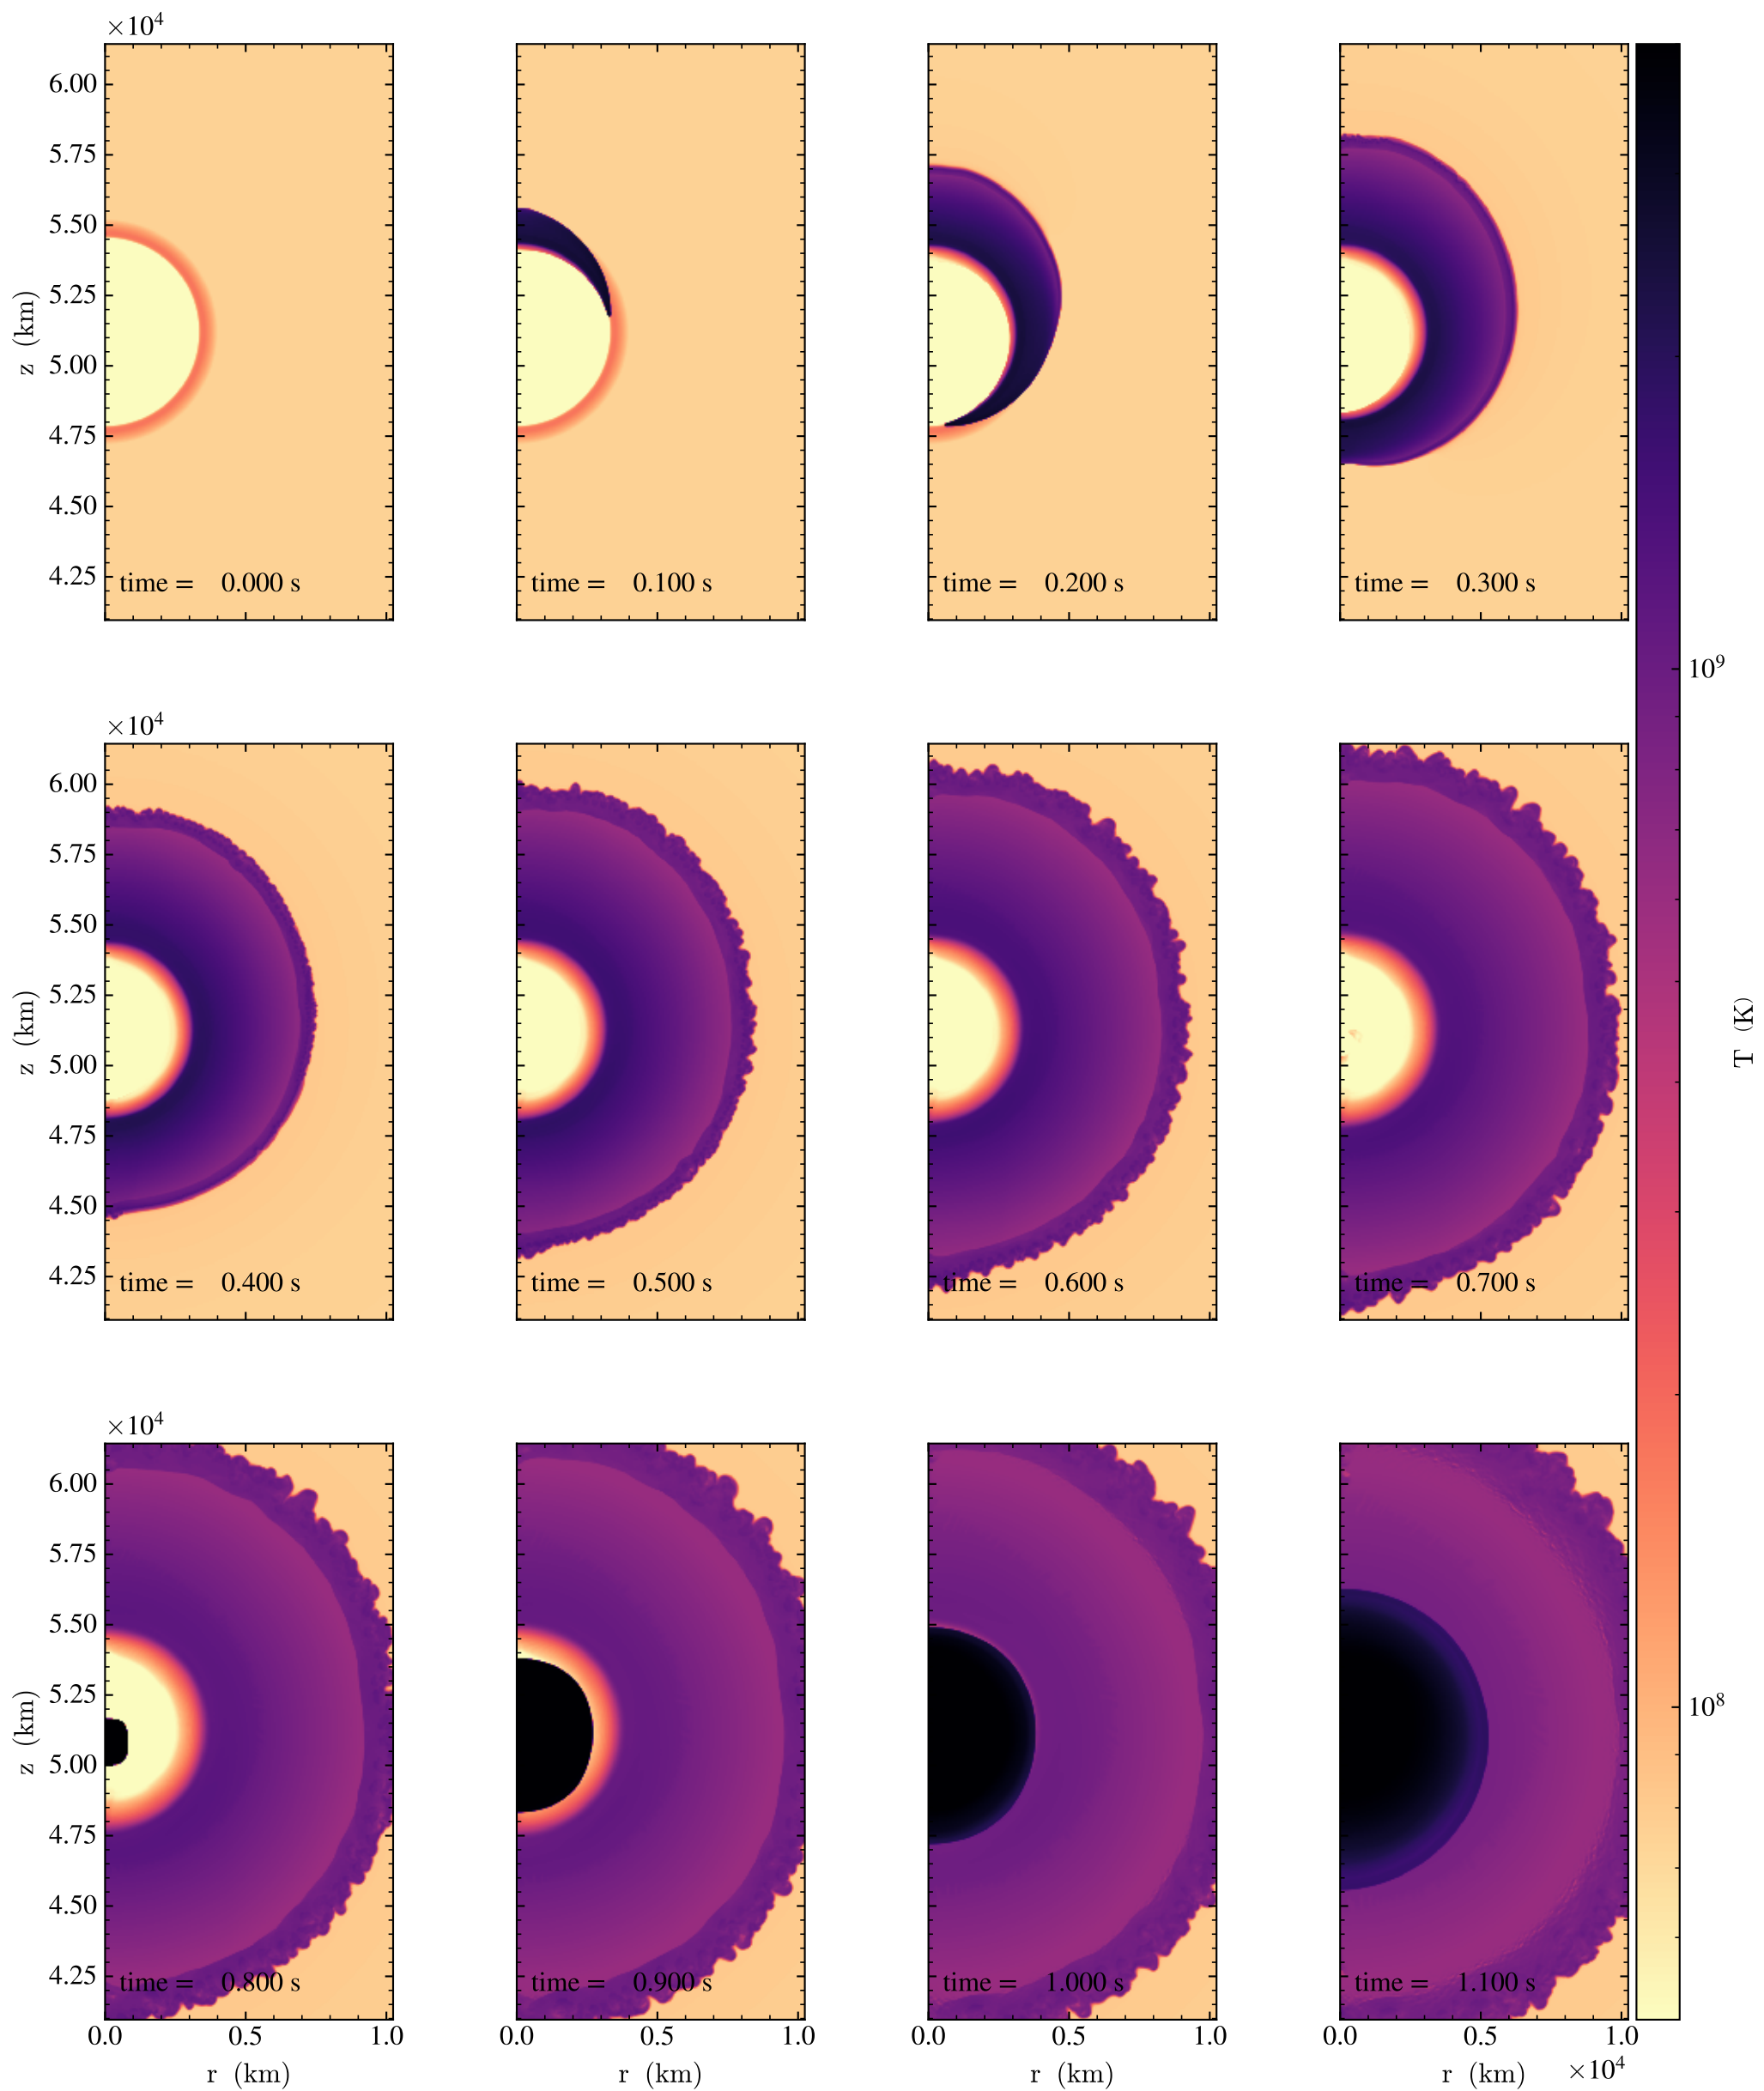 ×10⁴
6.00
5.75
5.50
5.25
5.00
4.75
4.50
4.25
z (km)
time = 0.000 s
time = 0.100 s
time = 0.200 s
time = 0.300 s
×10⁴
6.00
5.75
5.50
5.25
5.00
4.75
4.50
4.25
z (km)
time = 0.400 s
time = 0.500 s
time = 0.600 s
time = 0.700 s
×10⁴
6.00
5.75
5.50
5.25
5.00
4.75
4.50
4.25
z (km)
time = 0.800 s
time = 0.900 s
time = 1.000 s
time = 1.100 s
0.0 0.5 1.0
r (km)
0.0 0.5 1.0
r (km)
0.0 0.5 1.0
r (km)
0.0 0.5 1.0
r (km)
×10⁴
10⁹
10⁸
T (K)